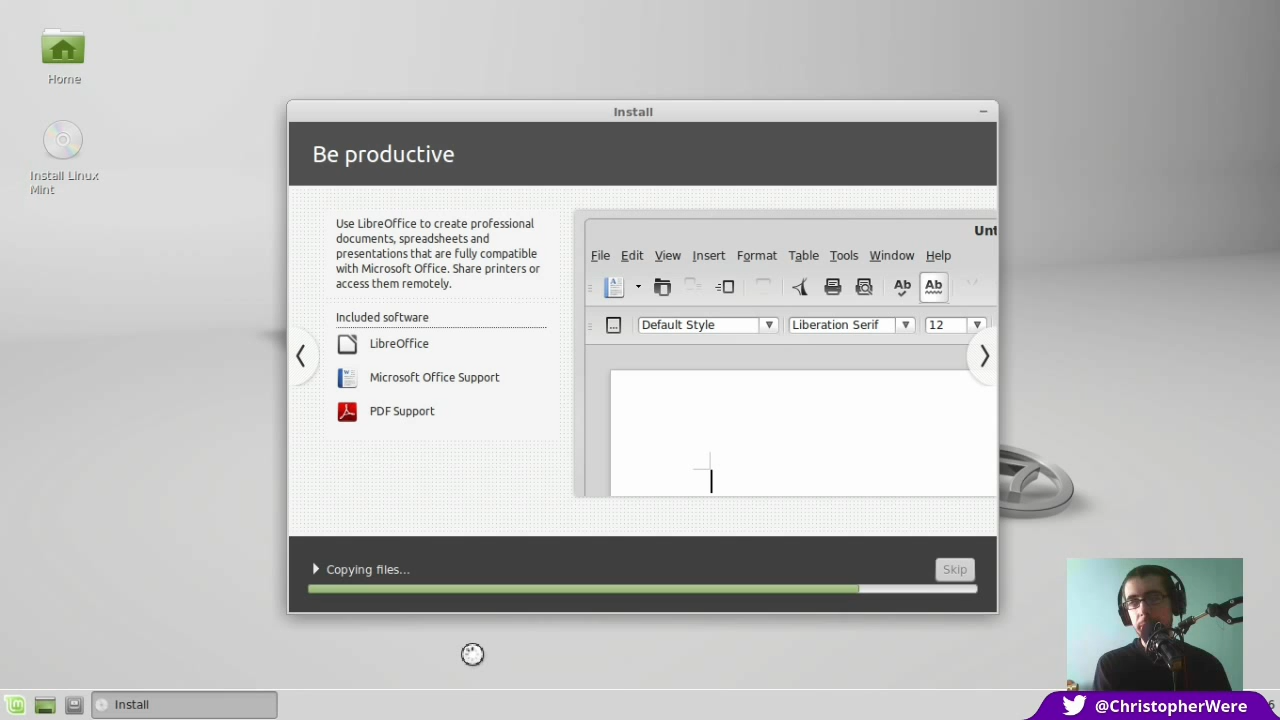 Home
Install Linux
Mint
Install
Be productive
Use LibreOffice to create professional
documents, spreadsheets and
presentations that are fully compatible
with Microsoft Office. Share printers or
access them remotely.
Included software
LibreOffice
Microsoft Office Support
PDF Support
File Edit View Insert Format Table Tools Window Help
Ab Ab
Default Style Liberation Serif 12
Copying files...
Skip
Install
@ChristopherWere